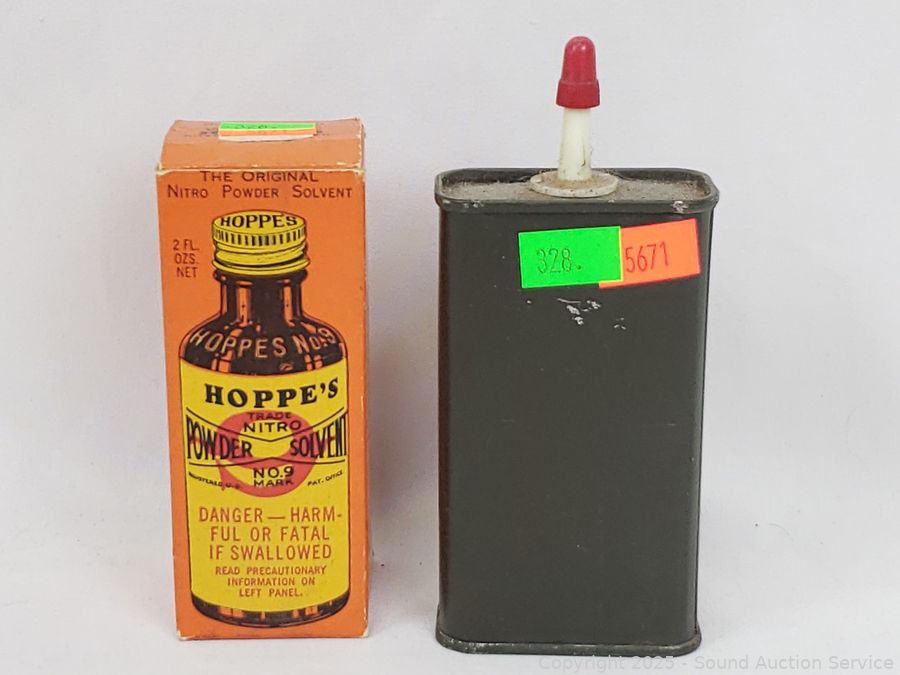 THE ORIGINAL
NITRO POWDER SOLVENT
HOPPE'S
2 FL.
OZS.
NET
HOPPES NO.9
HOPPE'S
TRADE
NITRO
POWDER SOLVENT
NO.9
MARK
REGISTERED U.S. PAT. OFFICE
DANGER — HARM-
FUL OR FATAL
IF SWALLOWED
READ PRECAUTIONARY
INFORMATION ON
LEFT PANEL.
328.
5671
Copyright 2025 - Sound Auction Service